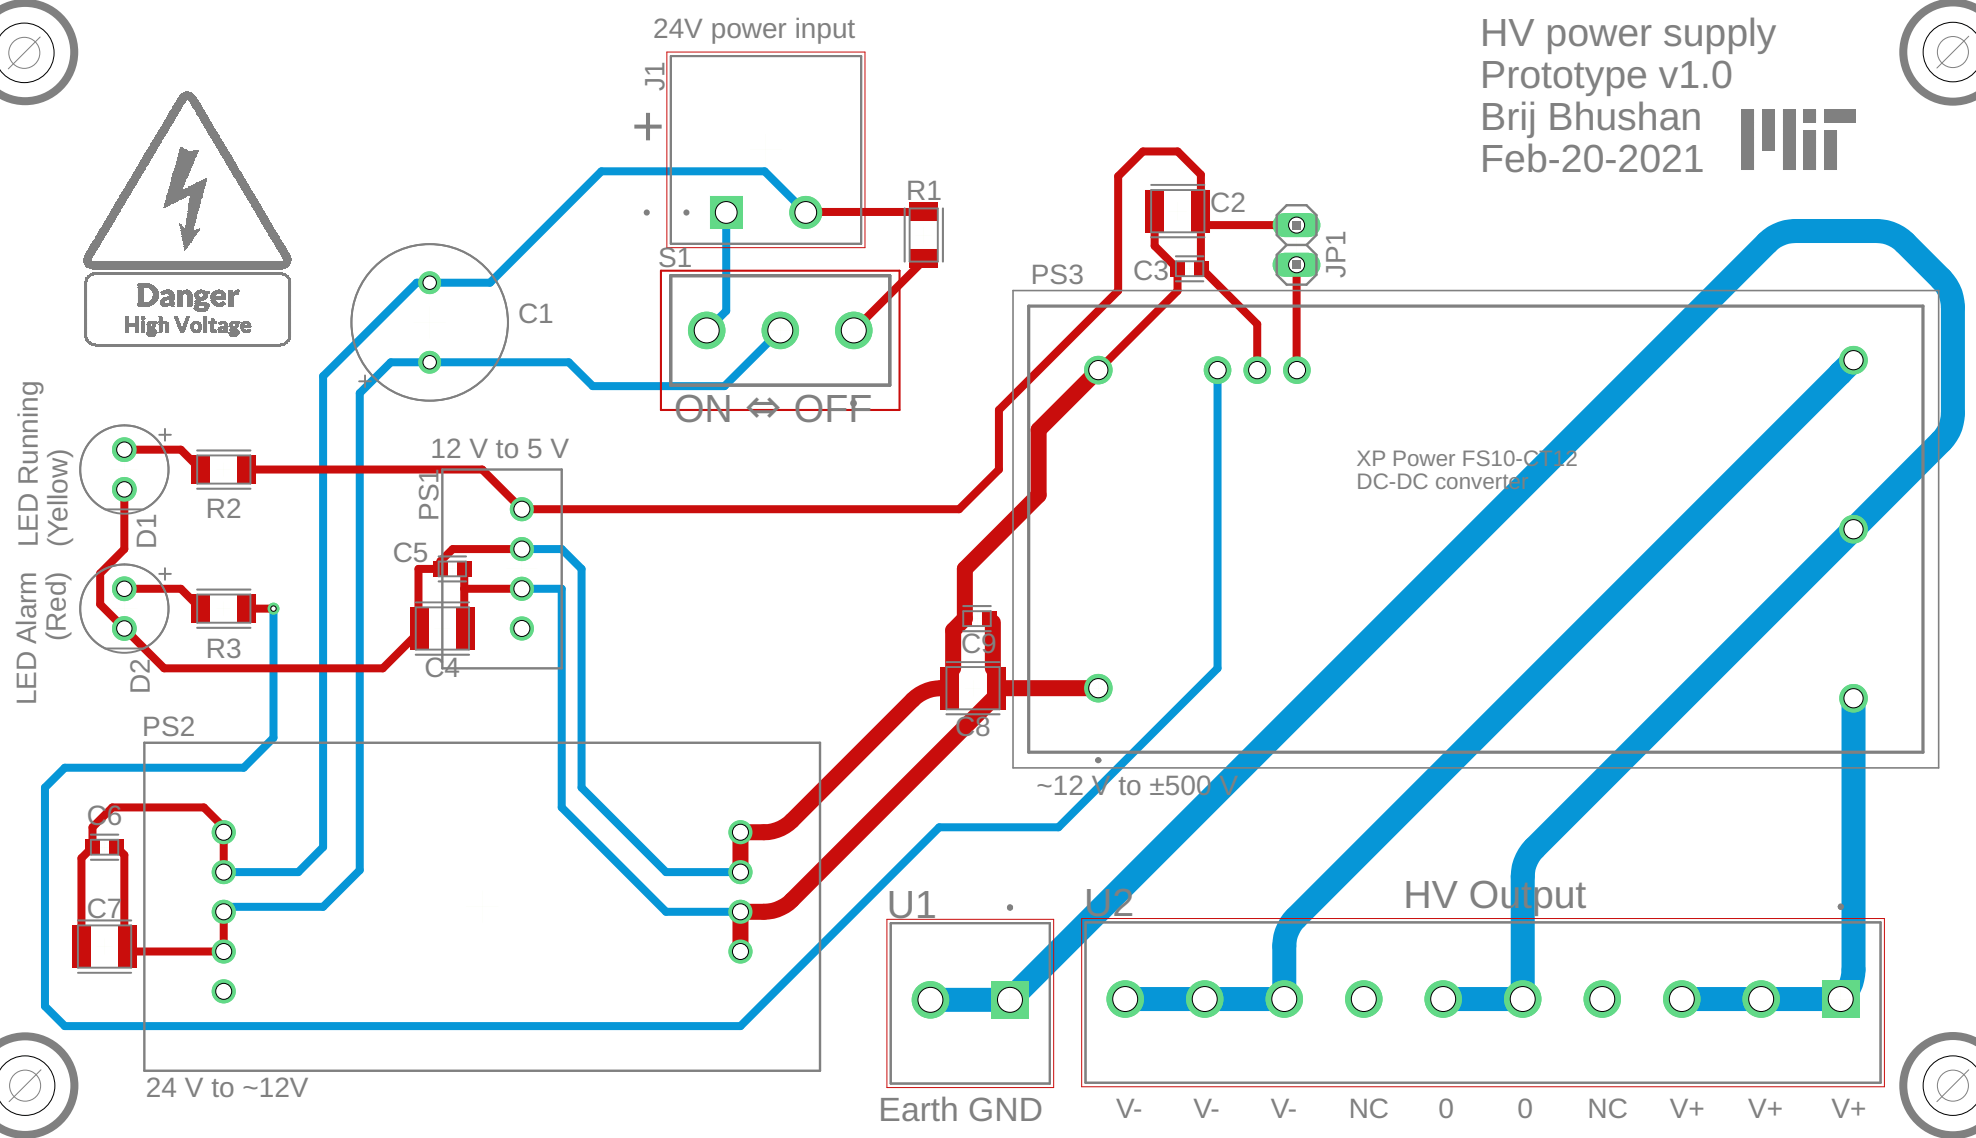 24V power input
HV power supply
Prototype v1.0
Brij Bhushan
Feb-20-2021
MIT
J1
+
R1
C2
JP1
S1
C3
PS3
Danger
High Voltage
C1
+
ON ⇔ OFF
LED Running
(Yellow)
+
D1
R2
12 V to 5 V
PS1
XP Power FS10-CT12
DC-DC converter
C5
LED Alarm
(Red)
+
D2
R3
C4
C9
C8
PS2
~12 V to ±500 V
C6
C7
U1
U2
HV Output
24 V to ~12V
Earth GND
V-
V-
V-
NC
0
0
NC
V+
V+
V+